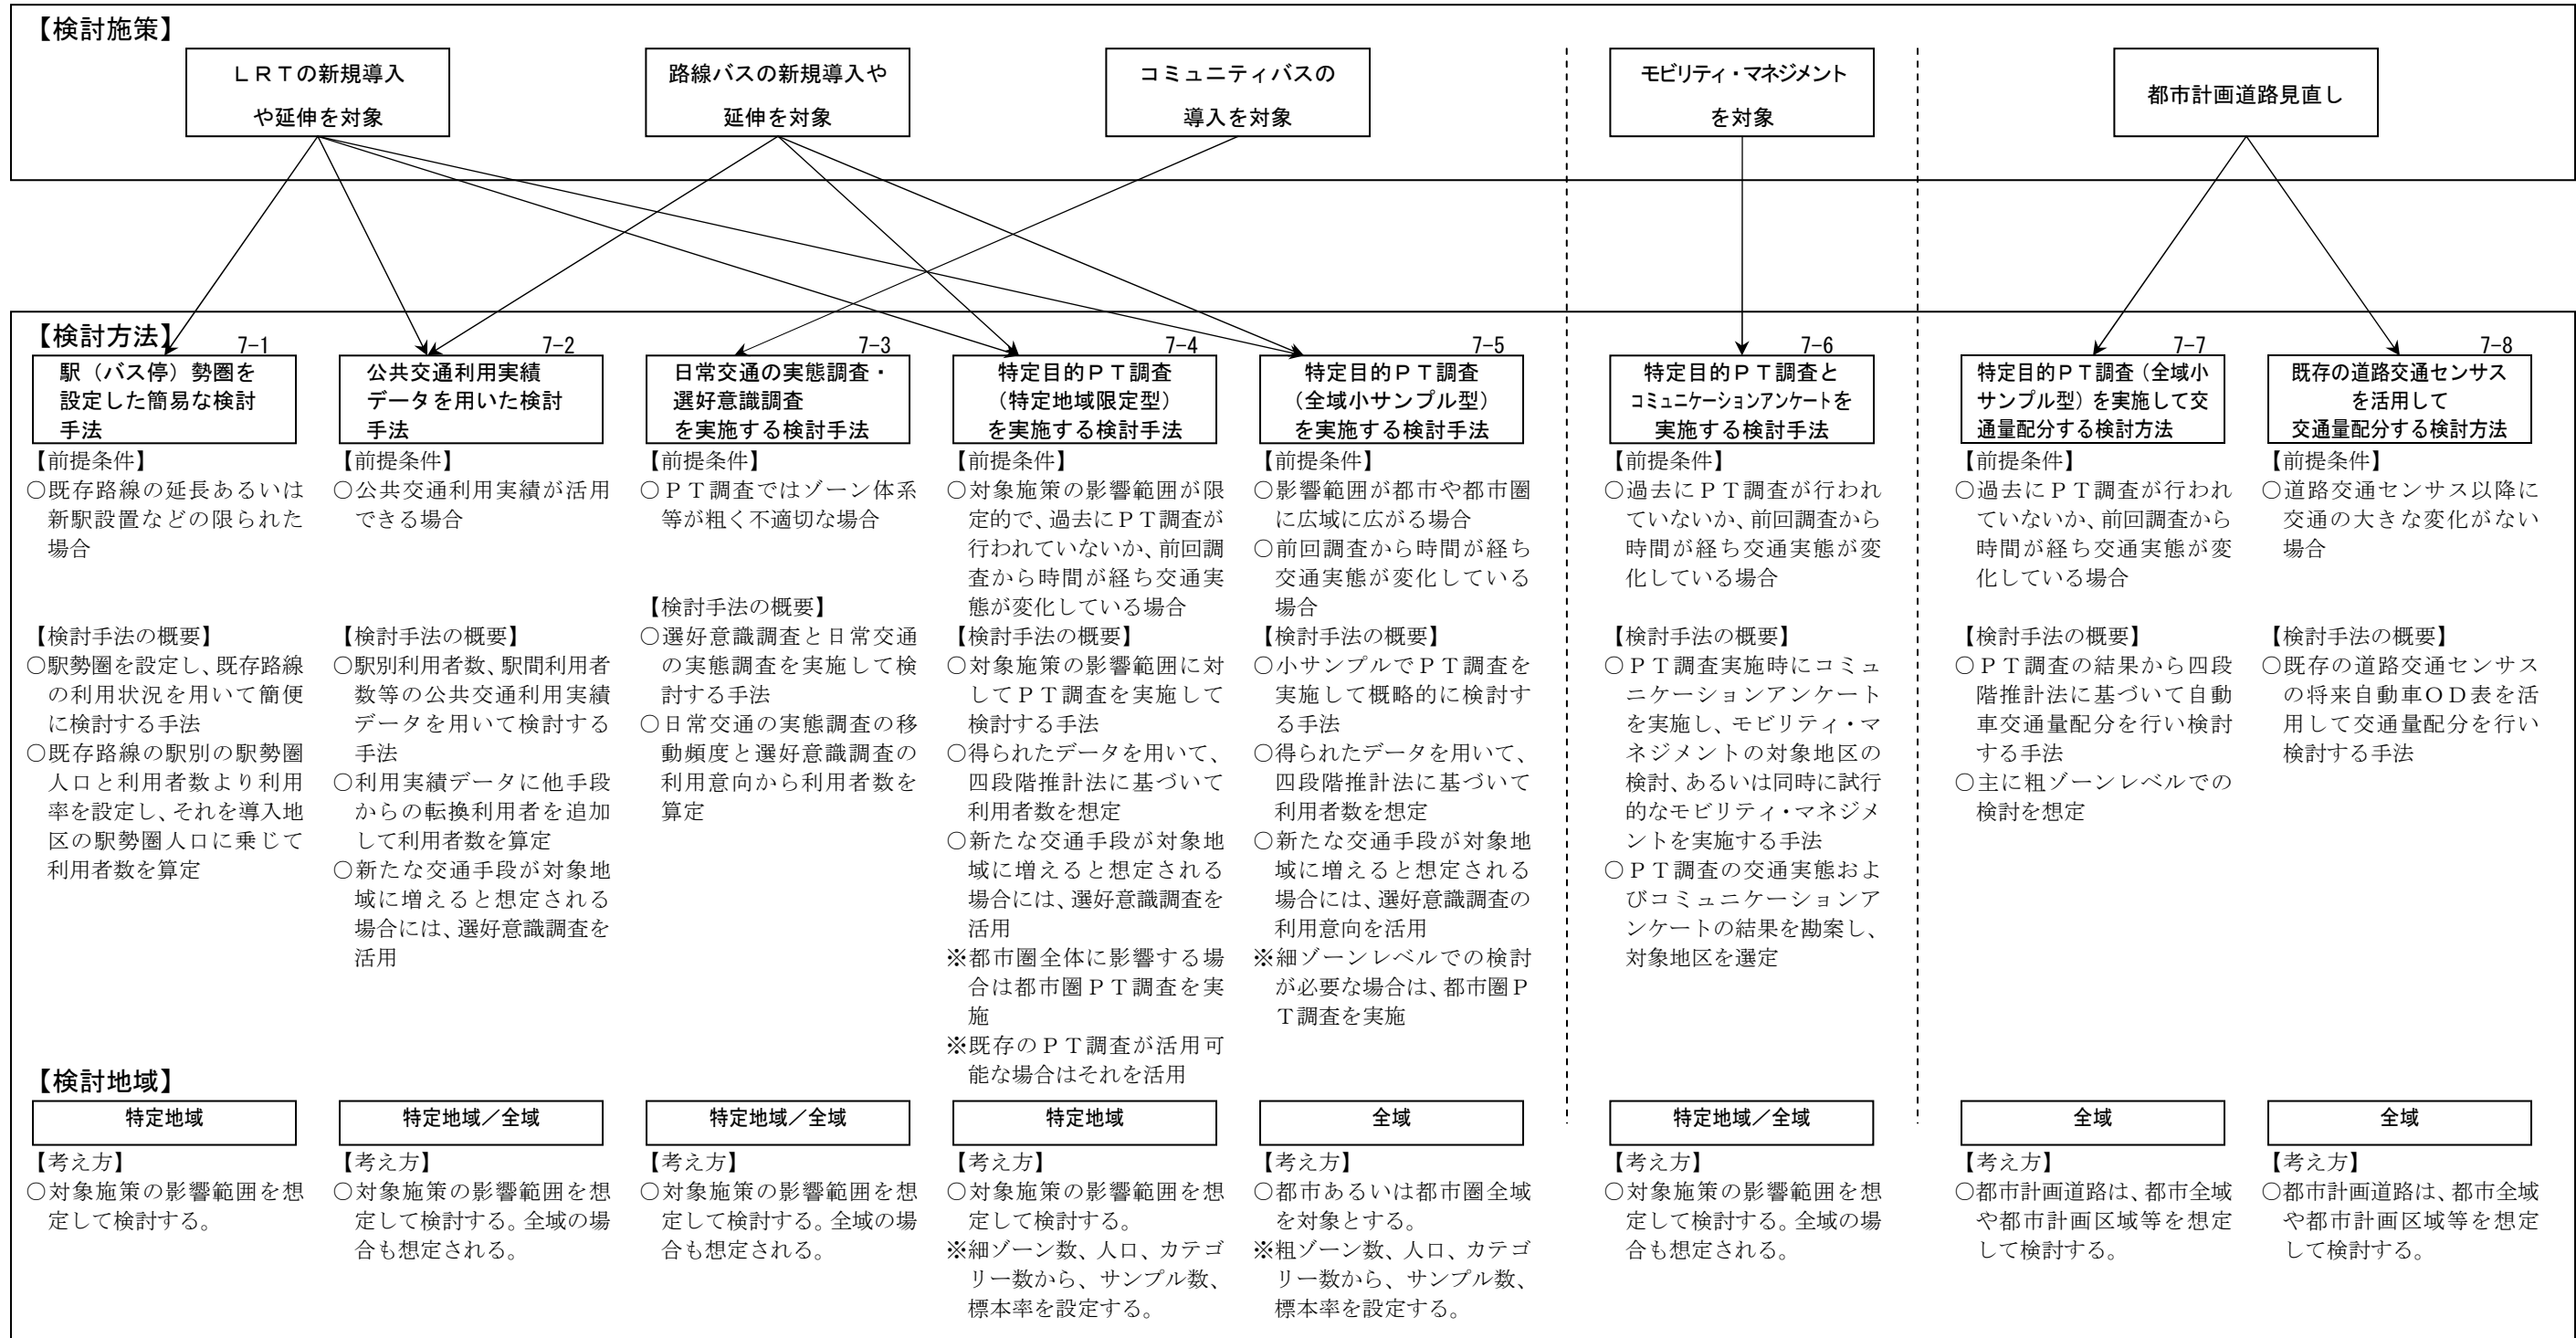 【検討施策】
ＬＲＴの新規導入
や延伸を対象
路線バスの新規導入や
延伸を対象
コミュニティバスの
導入を対象
モビリティ・マネジメント
を対象
都市計画道路見直し
【検討方法】
7-1
駅（バス停）勢圏を
設定した簡易な検討
手法
【前提条件】
○既存路線の延長あるいは
新駅設置などの限られた
場合
【検討手法の概要】
○駅勢圏を設定し、既存路線
の利用状況を用いて簡便
に検討する手法
○既存路線の駅別の駅勢圏
人口と利用者数より利用
率を設定し、それを導入地
区の駅勢圏人口に乗じて
利用者数を算定
7-2
公共交通利用実績
データを用いた検討
手法
【前提条件】
○公共交通利用実績が活用
できる場合
【検討手法の概要】
○駅別利用者数、駅間利用者
数等の公共交通利用実績
データを用いて検討する
手法
○利用実績データに他手段
からの転換利用者を追加
して利用者数を算定
○新たな交通手段が対象地
域に増えると想定される
場合には、選好意識調査を
活用
7-3
日常交通の実態調査・
選好意識調査
を実施する検討手法
【前提条件】
○ＰＴ調査ではゾーン体系
等が粗く不適切な場合
【検討手法の概要】
○選好意識調査と日常交通
の実態調査を実施して検
討する手法
○日常交通の実態調査の移
動頻度と選好意識調査の
利用意向から利用者数を
算定
7-4
特定目的ＰＴ調査
（特定地域限定型）
を実施する検討手法
【前提条件】
○対象施策の影響範囲が限
定的で、過去にＰＴ調査が
行われていないか、前回調
査から時間が経ち交通実
態が変化している場合
【検討手法の概要】
○対象施策の影響範囲に対
してＰＴ調査を実施して
検討する手法
○得られたデータを用いて、
四段階推計法に基づいて
利用者数を想定
○新たな交通手段が対象地
域に増えると想定される
場合には、選好意識調査を
活用
※都市圏全体に影響する場
合は都市圏ＰＴ調査を実
施
※既存のＰＴ調査が活用可
能な場合はそれを活用
7-5
特定目的ＰＴ調査
（全域小サンプル型）
を実施する検討手法
【前提条件】
○影響範囲が都市や都市圏
に広域に広がる場合
○前回調査から時間が経ち
交通実態が変化している
場合
【検討手法の概要】
○小サンプルでＰＴ調査を
実施して概略的に検討す
る手法
○得られたデータを用いて、
四段階推計法に基づいて
利用者数を想定
○新たな交通手段が対象地
域に増えると想定される
場合には、選好意識調査の
利用意向を活用
※細ゾーンレベルでの検討
が必要な場合は、都市圏Ｐ
Ｔ調査を実施
7-6
特定目的ＰＴ調査と
コミュニケーションアンケートを
実施する検討手法
【前提条件】
○過去にＰＴ調査が行われ
ていないか、前回調査から
時間が経ち交通実態が変
化している場合
【検討手法の概要】
○ＰＴ調査実施時にコミュ
ニケーションアンケート
を実施し、モビリティ・マ
ネジメントの対象地区の
検討、あるいは同時に試行
的なモビリティ・マネジメ
ントを実施する手法
○ＰＴ調査の交通実態およ
びコミュニケーションア
ンケートの結果を勘案し、
対象地区を選定
7-7
特定目的ＰＴ調査（全域小
サンプル型）を実施して交
通量配分する検討方法
【前提条件】
○過去にＰＴ調査が行われ
ていないか、前回調査から
時間が経ち交通実態が変
化している場合
【検討手法の概要】
○ＰＴ調査の結果から四段
階推計法に基づいて自動
車交通量配分を行い検討
する手法
○主に粗ゾーンレベルでの
検討を想定
7-8
既存の道路交通センサス
を活用して
交通量配分する検討方法
【前提条件】
○道路交通センサス以降に
交通の大きな変化がない
場合
【検討手法の概要】
○既存の道路交通センサス
の将来自動車ＯＤ表を活
用して交通量配分を行い
検討する手法
【検討地域】
特定地域
【考え方】
○対象施策の影響範囲を想
定して検討する。
特定地域／全域
【考え方】
○対象施策の影響範囲を想
定して検討する。全域の場
合も想定される。
特定地域／全域
【考え方】
○対象施策の影響範囲を想
定して検討する。全域の場
合も想定される。
特定地域
【考え方】
○対象施策の影響範囲を想
定して検討する。
※細ゾーン数、人口、カテゴ
リー数から、サンプル数、
標本率を設定する。
全域
【考え方】
○都市あるいは都市圏全域
を対象とする。
※粗ゾーン数、人口、カテゴ
リー数から、サンプル数、
標本率を設定する。
特定地域／全域
【考え方】
○対象施策の影響範囲を想
定して検討する。全域の場
合も想定される。
全域
【考え方】
○都市計画道路は、都市全域
や都市計画区域等を想定
して検討する。
全域
【考え方】
○都市計画道路は、都市全域
や都市計画区域等を想定
して検討する。